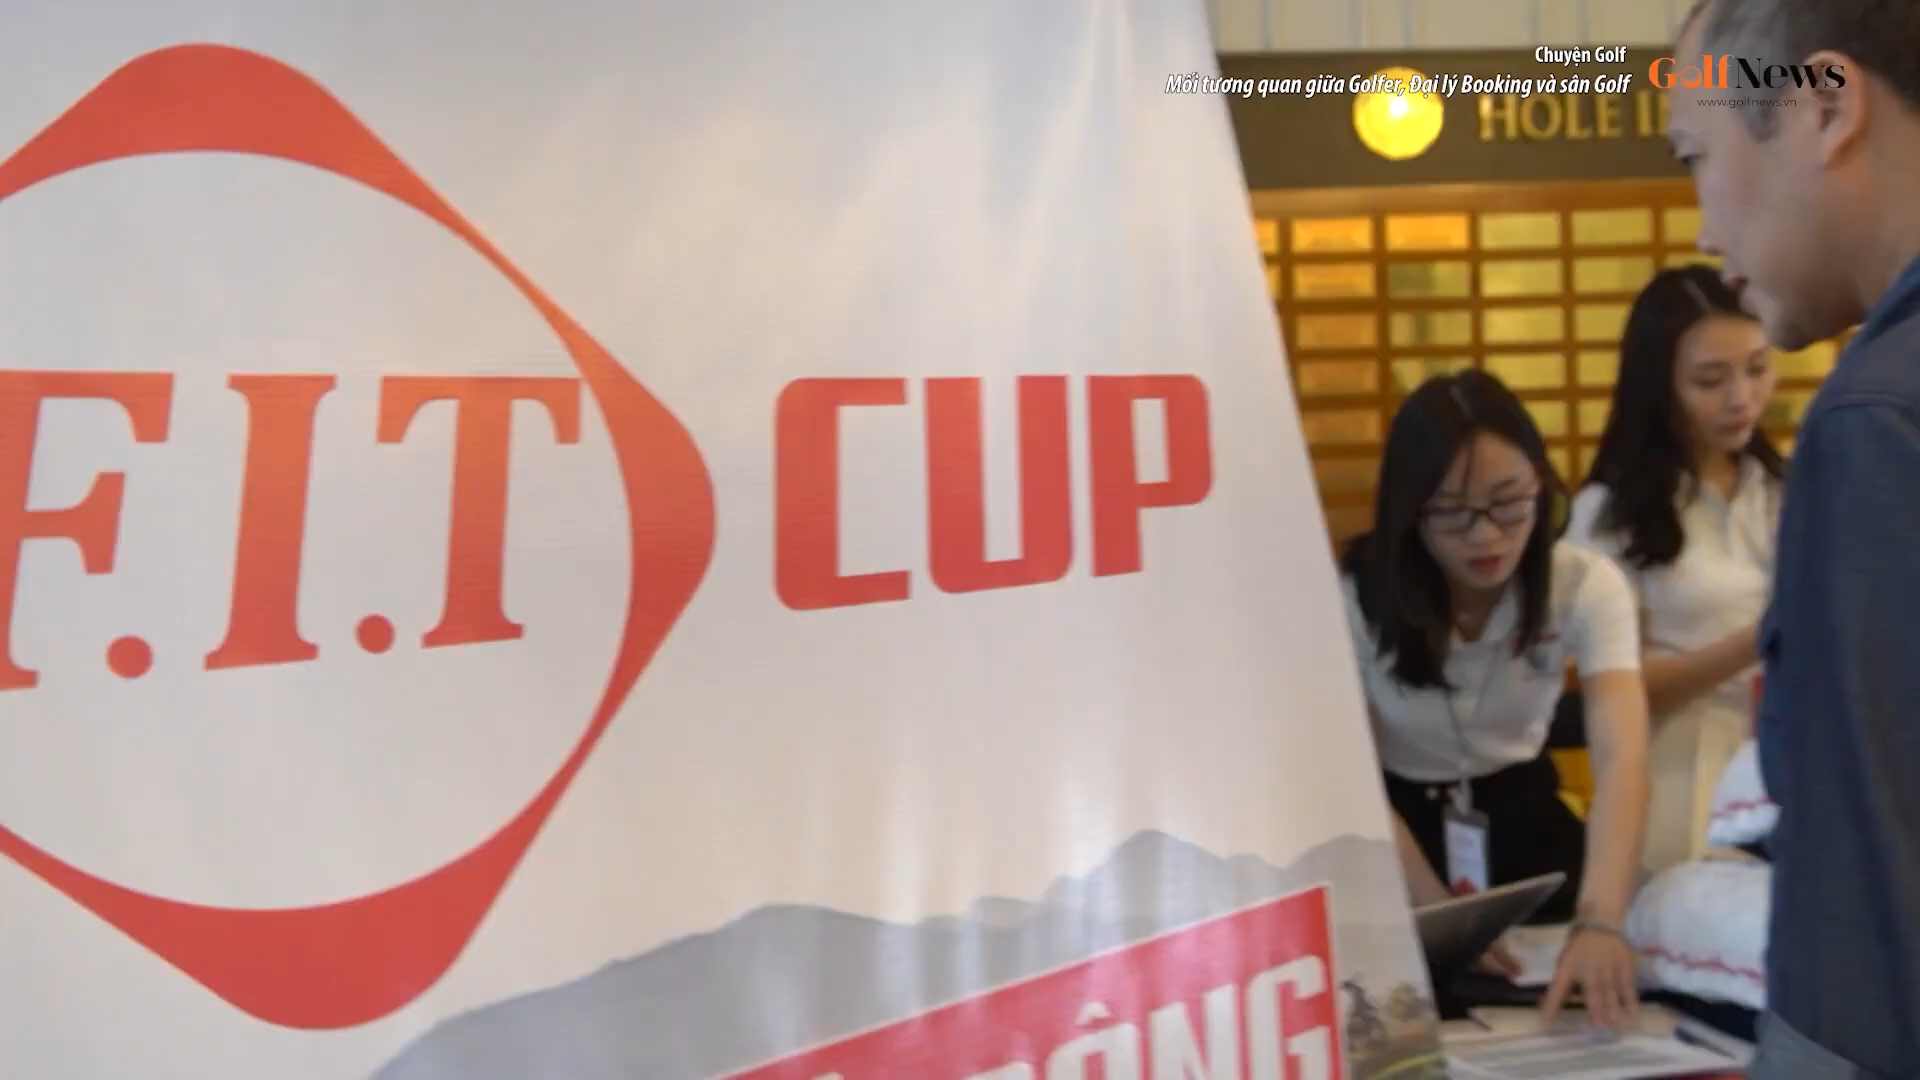 Chuyện Golf
Mối tương quan giữa Golfer, Đại lý Booking và sân Golf
GolfNews
www.golfnews.vn
HOLE
F.I.T CUP